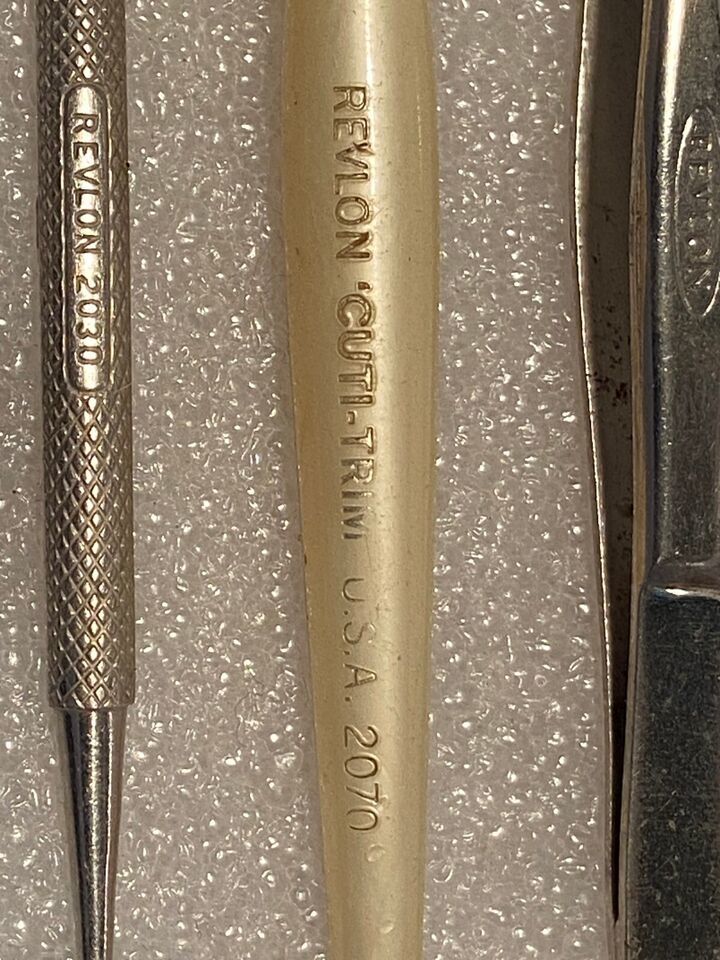 REVLON 2030
REVLON 'CUTI-TRIM U.S.A. 2070
REVLON